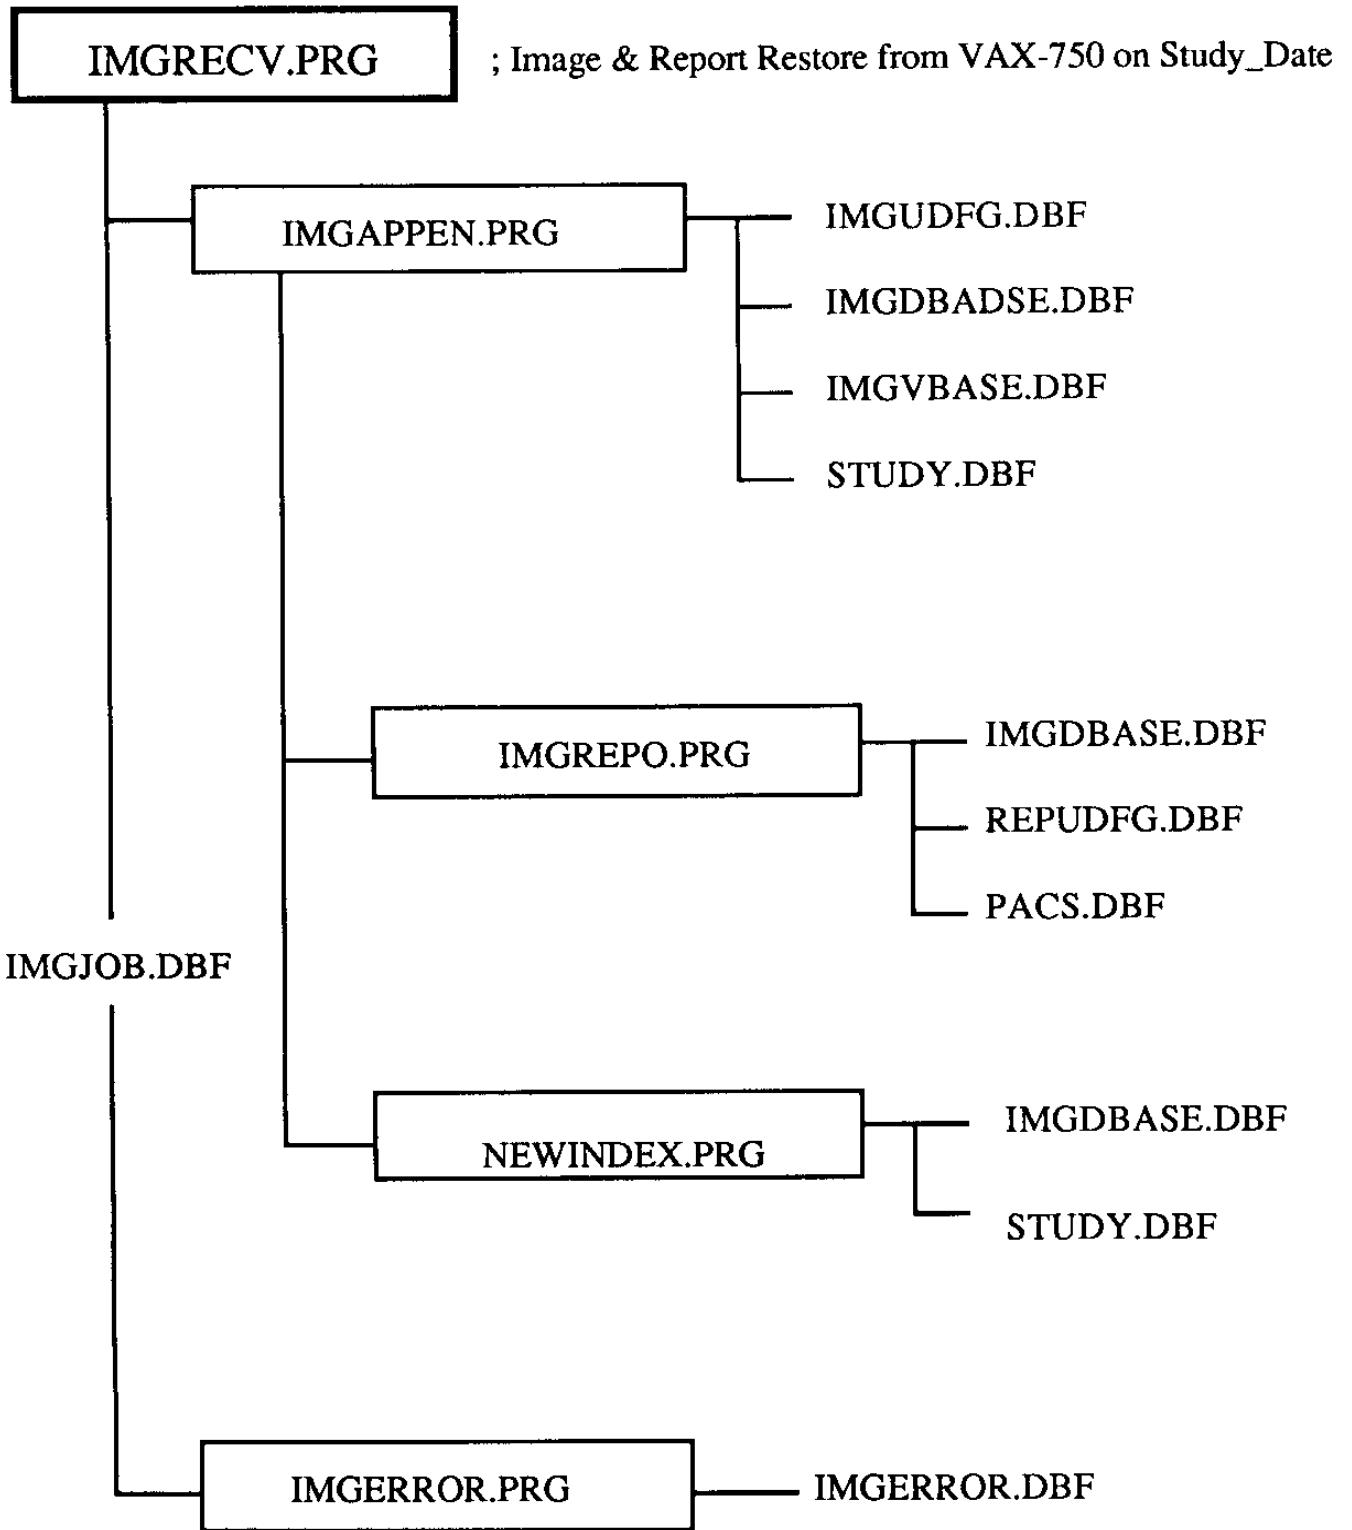 IMGRECV.PRG ; Image & Report Restore from VAX-750 on Study_Date
IMGAPPEN.PRG
IMGUDFG.DBF
IMGDBADSE.DBF
IMGVBASE.DBF
STUDY.DBF
IMGREPO.PRG
IMGDBASE.DBF
REPUDFG.DBF
PACS.DBF
IMGJOB.DBF
NEWINDEX.PRG
IMGDBASE.DBF
STUDY.DBF
IMGERROR.PRG
IMGERROR.DBF